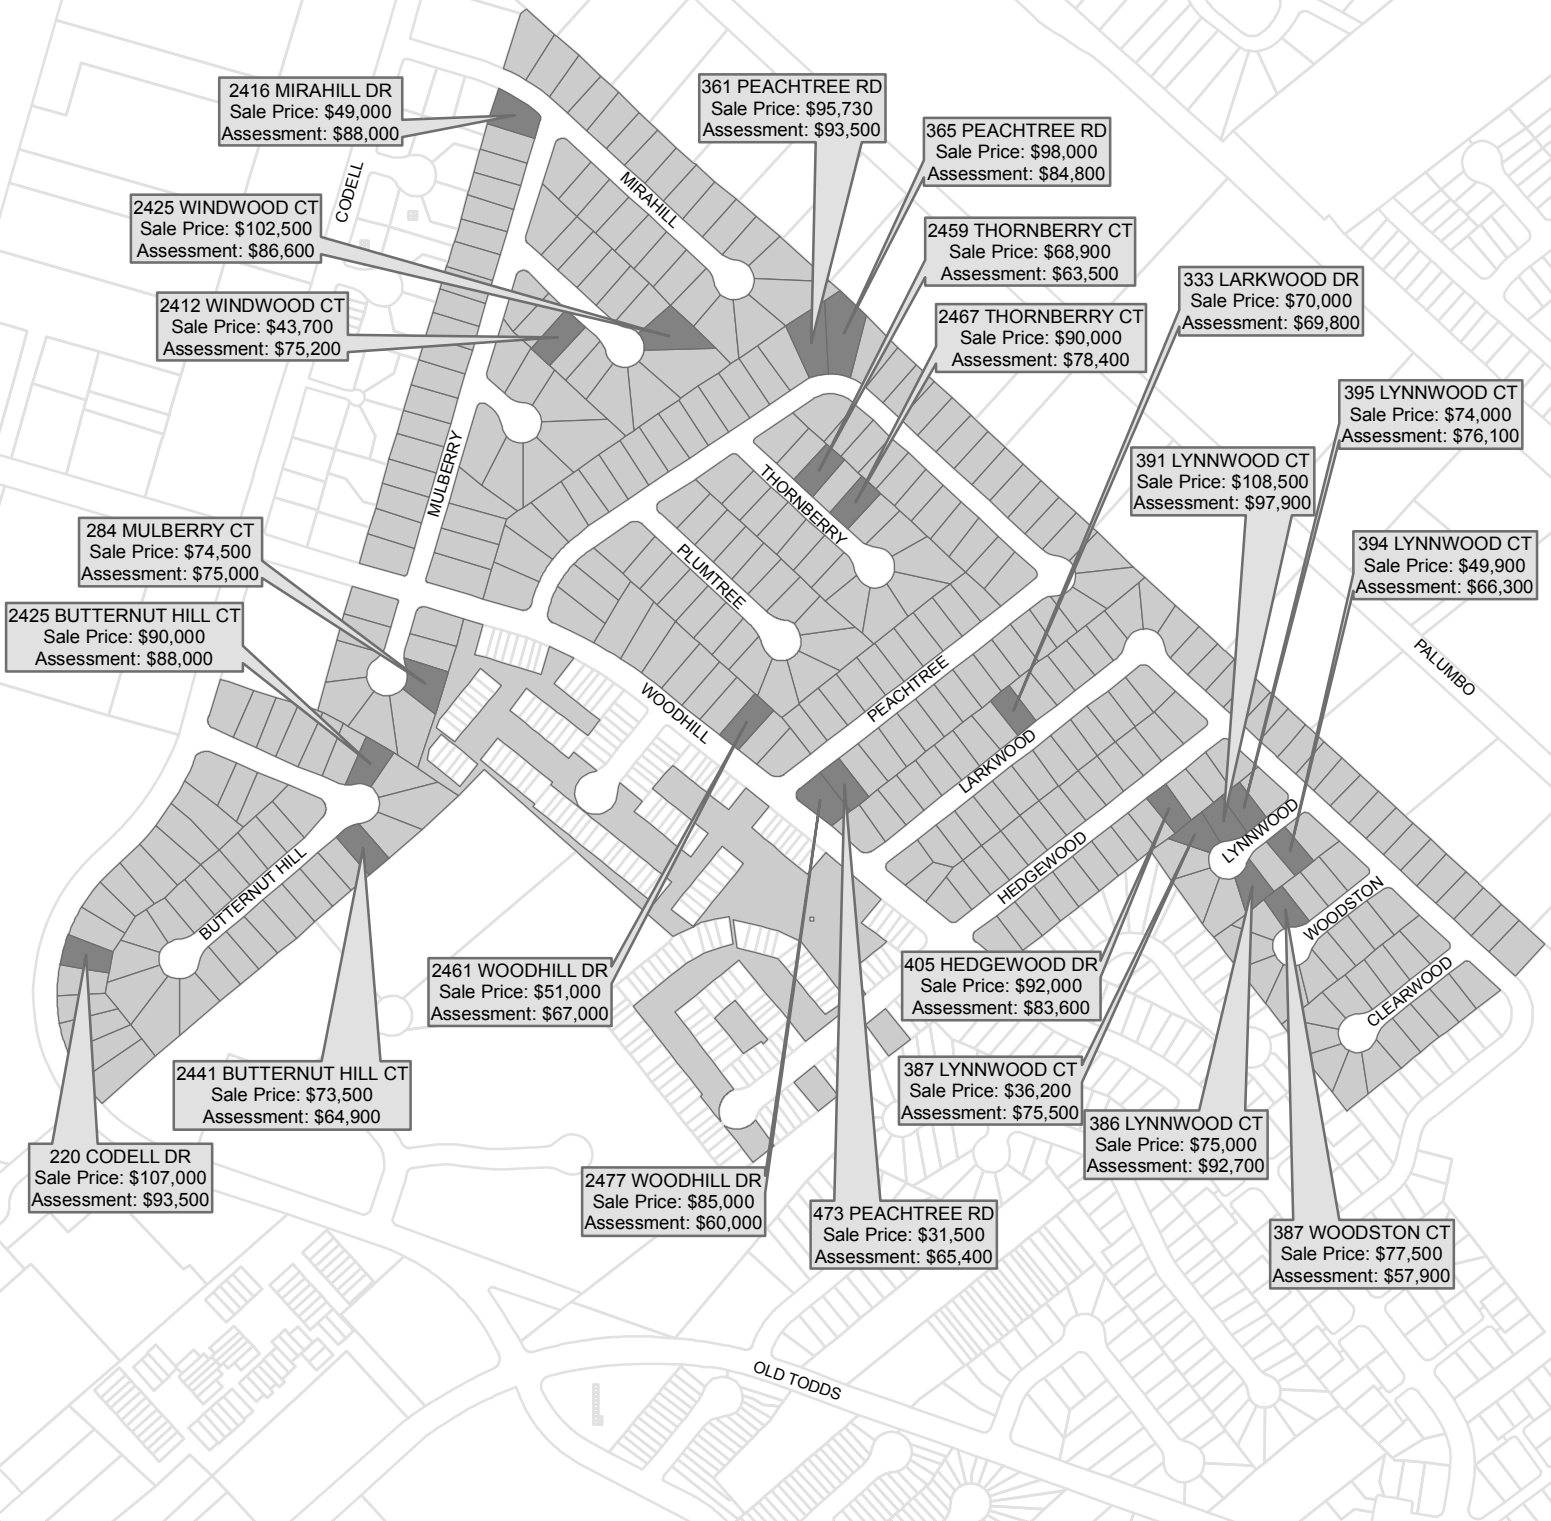 2416 MIRAHILL DR
Sale Price: $49,000
Assessment: $88,000
361 PEACHTREE RD
Sale Price: $95,730
Assessment: $93,500
365 PEACHTREE RD
Sale Price: $98,000
Assessment: $84,800
CODELL
MIRAHILL
2425 WINDWOOD CT
Sale Price: $102,500
Assessment: $86,600
2459 THORNBERRY CT
Sale Price: $68,900
Assessment: $63,500
333 LARKWOOD DR
Sale Price: $70,000
Assessment: $69,800
2412 WINDWOOD CT
Sale Price: $43,700
Assessment: $75,200
2467 THORNBERRY CT
Sale Price: $90,000
Assessment: $78,400
395 LYNNWOOD CT
Sale Price: $74,000
Assessment: $76,100
391 LYNNWOOD CT
Sale Price: $108,500
Assessment: $97,900
MULBERRY
THORNBERRY
284 MULBERRY CT
Sale Price: $74,500
Assessment: $75,000
394 LYNNWOOD CT
Sale Price: $49,900
Assessment: $66,300
PLUMTREE
2425 BUTTERNUT HILL CT
Sale Price: $90,000
Assessment: $88,000
PALUMBO
PEACHTREE
WOODHILL
LARKWOOD
LYNNWOOD
HEDGEWOOD
BUTTERNUT HILL
WOODSTON
CLEARWOOD
2461 WOODHILL DR
Sale Price: $51,000
Assessment: $67,000
405 HEDGEWOOD DR
Sale Price: $92,000
Assessment: $83,600
2441 BUTTERNUT HILL CT
Sale Price: $73,500
Assessment: $64,900
387 LYNNWOOD CT
Sale Price: $36,200
Assessment: $75,500
386 LYNNWOOD CT
Sale Price: $75,000
Assessment: $92,700
220 CODELL DR
Sale Price: $107,000
Assessment: $93,500
2477 WOODHILL DR
Sale Price: $85,000
Assessment: $60,000
473 PEACHTREE RD
Sale Price: $31,500
Assessment: $65,400
387 WOODSTON CT
Sale Price: $77,500
Assessment: $57,900
OLD TODDS